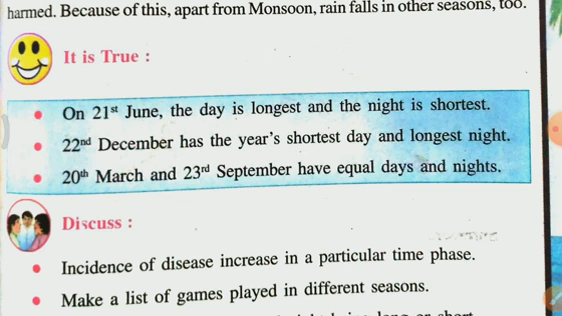 harmed. Because of this, apart from Monsoon, rain falls in other seasons, too.
It is True :
• On 21st June, the day is longest and the night is shortest.
• 22nd December has the year's shortest day and longest night.
• 20th March and 23rd September have equal days and nights.
Discuss :
• Incidence of disease increase in a particular time phase.
• Make a list of games played in different seasons.